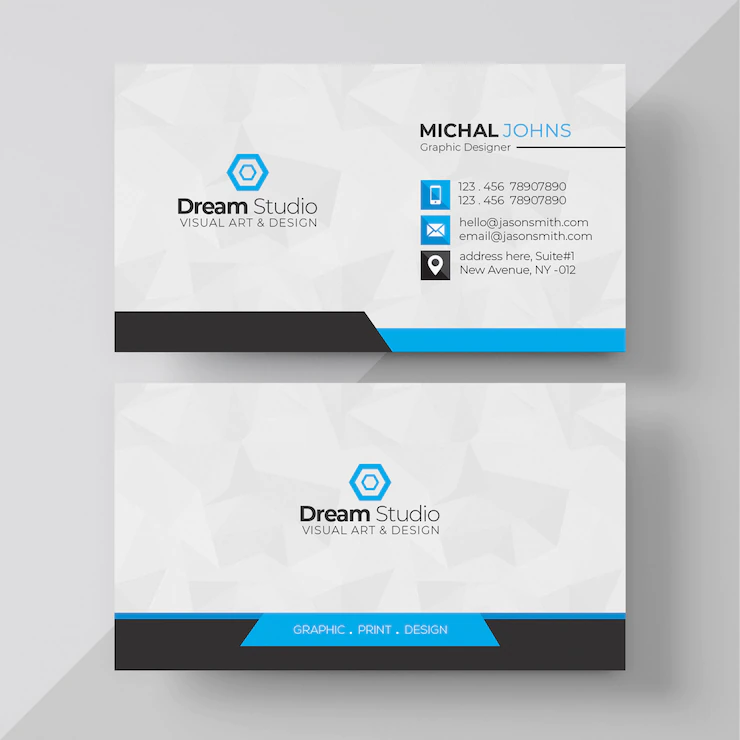 Dream Studio
VISUAL ART & DESIGN
MICHAL JOHNS
Graphic Designer
123 . 456 78907890
123 . 456 78907890
hello@jasonsmith.com
email@jasonsmith.com
address here, Suite#1
New Avenue, NY -012
Dream Studio
VISUAL ART & DESIGN
GRAPHIC . PRINT . DESIGN